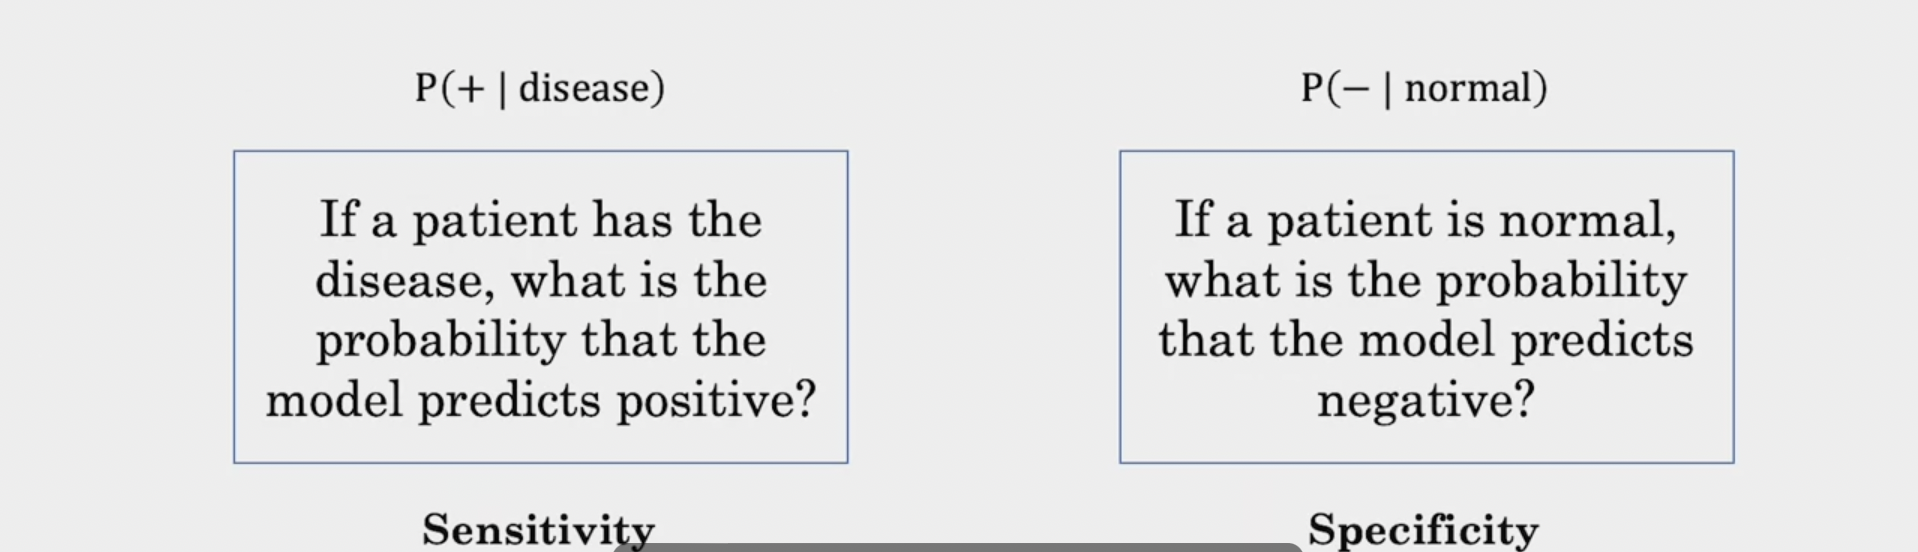 P(+ | disease)
If a patient has the
disease, what is the
probability that the
model predicts positive?
Sensitivity
P(− | normal)
If a patient is normal,
what is the probability
that the model predicts
negative?
Specificity